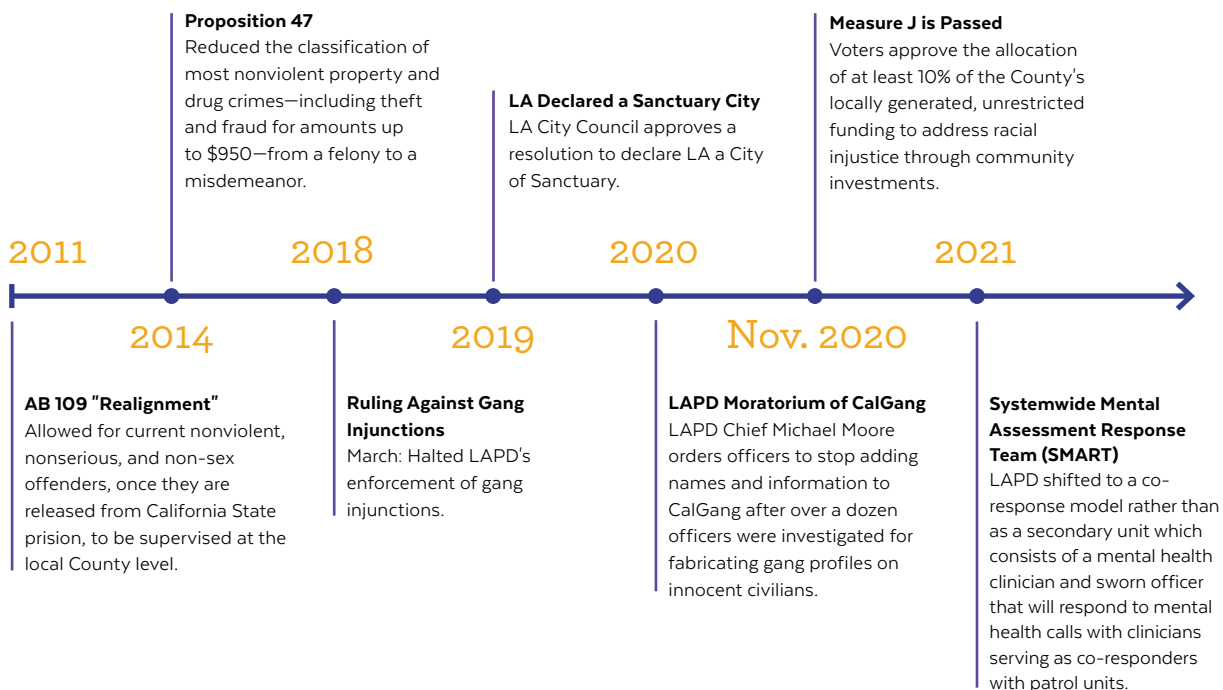 Proposition 47
Reduced the classification of
most nonviolent property and
drug crimes—including theft
and fraud for amounts up
to $950—from a felony to a
misdemeanor.
LA Declared a Sanctuary City
LA City Council approves a
resolution to declare LA a City
of Sanctuary.
Measure J is Passed
Voters approve the allocation
of at least 10% of the County's
locally generated, unrestricted
funding to address racial
injustice through community
investments.
2011
2018
2020
2021
2014
2019
Nov. 2020
AB 109 "Realignment"
Allowed for current nonviolent,
nonserious, and non-sex
offenders, once they are
released from California State
prision, to be supervised at the
local County level.
Ruling Against Gang
Injunctions
March: Halted LAPD's
enforcement of gang
injunctions.
LAPD Moratorium of CalGang
LAPD Chief Michael Moore
orders officers to stop adding
names and information to
CalGang after over a dozen
officers were investigated for
fabricating gang profiles on
innocent civilians.
Systemwide Mental
Assessment Response
Team (SMART)
LAPD shifted to a co-
response model rather than
as a secondary unit which
consists of a mental health
clinician and sworn officer
that will respond to mental
health calls with clinicians
serving as co-responders
with patrol units.